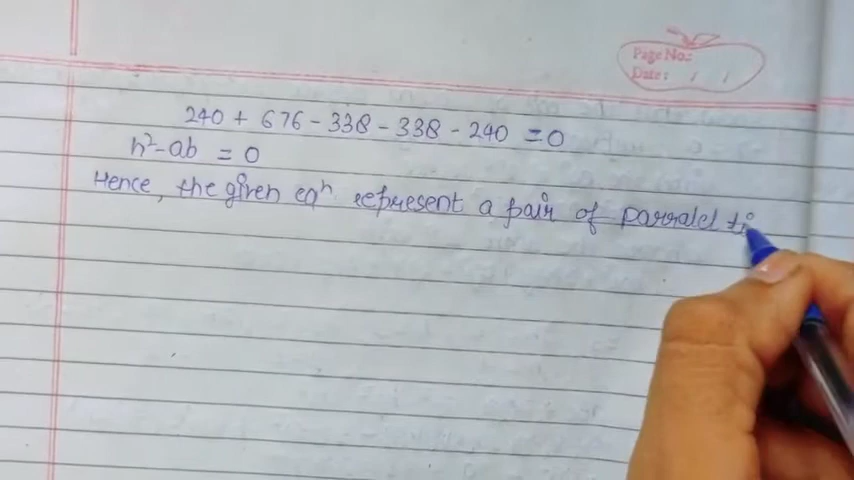 Page No.:
Date: / /
240 + 676 - 338 - 338 - 240 = 0
h²-ab = 0
Hence, the given eqⁿ represent a pair of parralel li